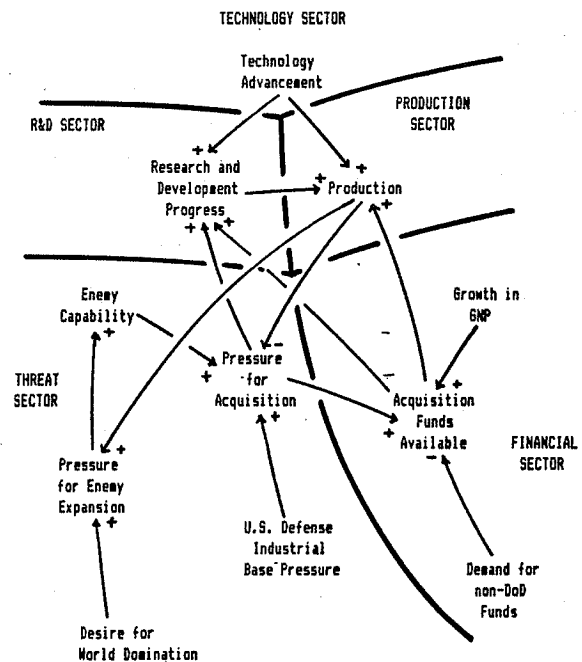 TECHNOLOGY SECTOR
Technology
Advancement
R&D SECTOR
PRODUCTION
SECTOR
+
+
Research and
Development
Progress
+
+
+
Production
+
Enemy
Capability
+
Growth in
GNP
THREAT
SECTOR
+
-
Pressure
for
Acquisition
+
+
Acquisition
Funds
Available
+
-
FINANCIAL
SECTOR
+
Pressure
for Enemy
Expansion
+
U.S. Defense
Industrial
Base Pressure
Demand for
non-DoD
Funds
Desire for
World Domination